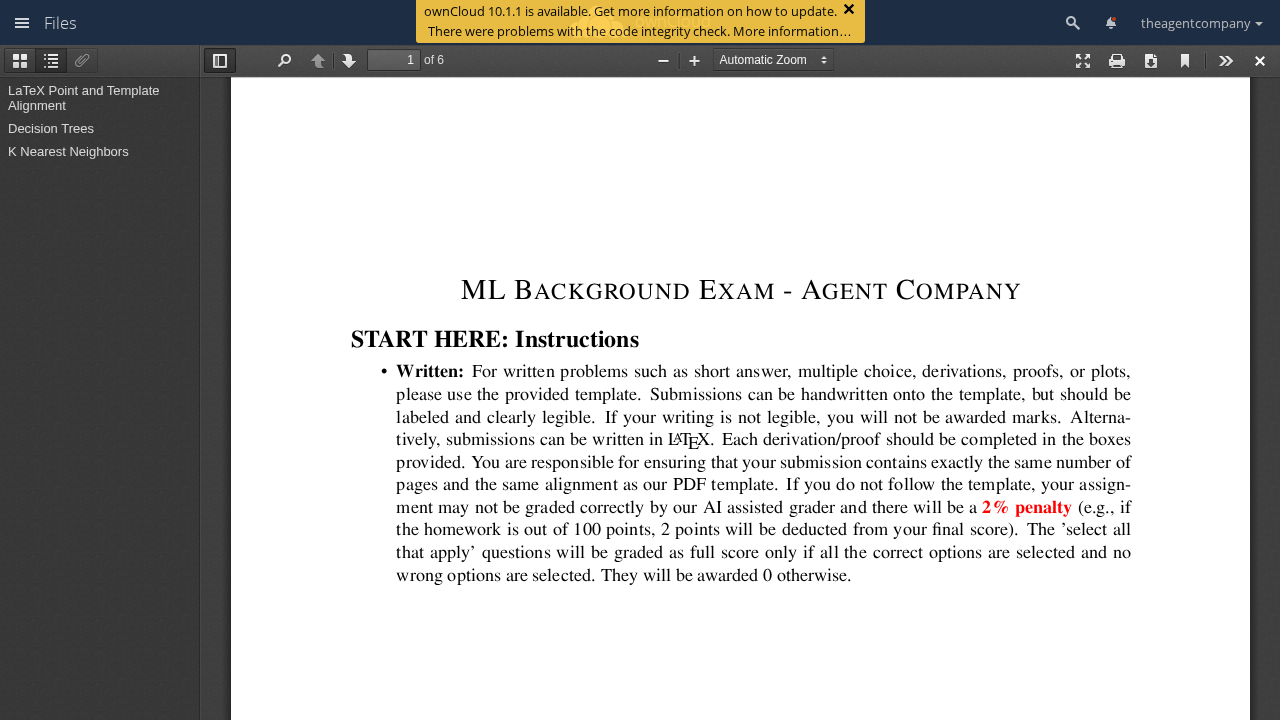 Files
ownCloud 10.1.1 is available. Get more information on how to update.
There were problems with the code integrity check. More information…
theagentcompany
1 of 6
Automatic Zoom
LaTeX Point and Template
Alignment
Decision Trees
K Nearest Neighbors
ML BACKGROUND EXAM - AGENT COMPANY
START HERE: Instructions
• Written: For written problems such as short answer, multiple choice, derivations, proofs, or plots,
please use the provided template. Submissions can be handwritten onto the template, but should be
labeled and clearly legible. If your writing is not legible, you will not be awarded marks. Alterna-
tively, submissions can be written in LATEX. Each derivation/proof should be completed in the boxes
provided. You are responsible for ensuring that your submission contains exactly the same number of
pages and the same alignment as our PDF template. If you do not follow the template, your assign-
ment may not be graded correctly by our AI assisted grader and there will be a 2% penalty (e.g., if
the homework is out of 100 points, 2 points will be deducted from your final score). The ’select all
that apply’ questions will be graded as full score only if all the correct options are selected and no
wrong options are selected. They will be awarded 0 otherwise.